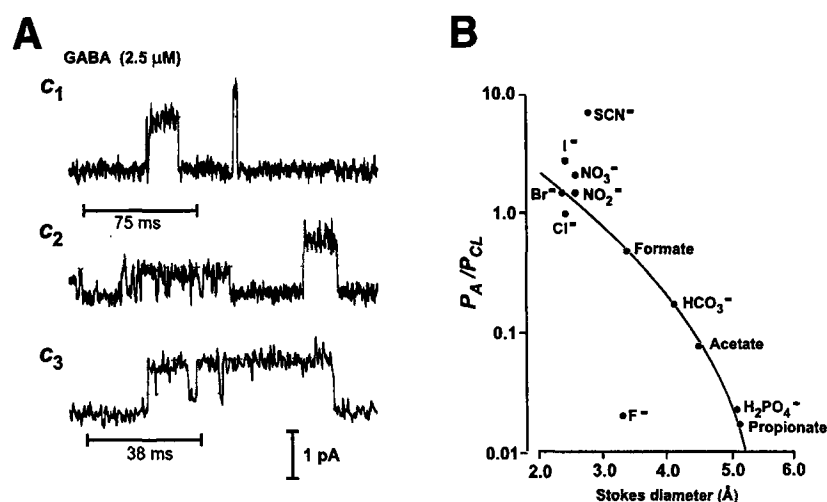 A
GABA (2.5 μM)
c1
75 ms
c2
c3
38 ms
1 pA
B
PA/PCL
10.0
1.0
0.1
0.01
SCN⁻
I⁻
NO3⁻
Br⁻
NO2⁻
Cl⁻
Formate
HCO3⁻
Acetate
F⁻
H2PO4⁻
Propionate
2.0 3.0 4.0 5.0 6.0
Stokes diameter (Å)